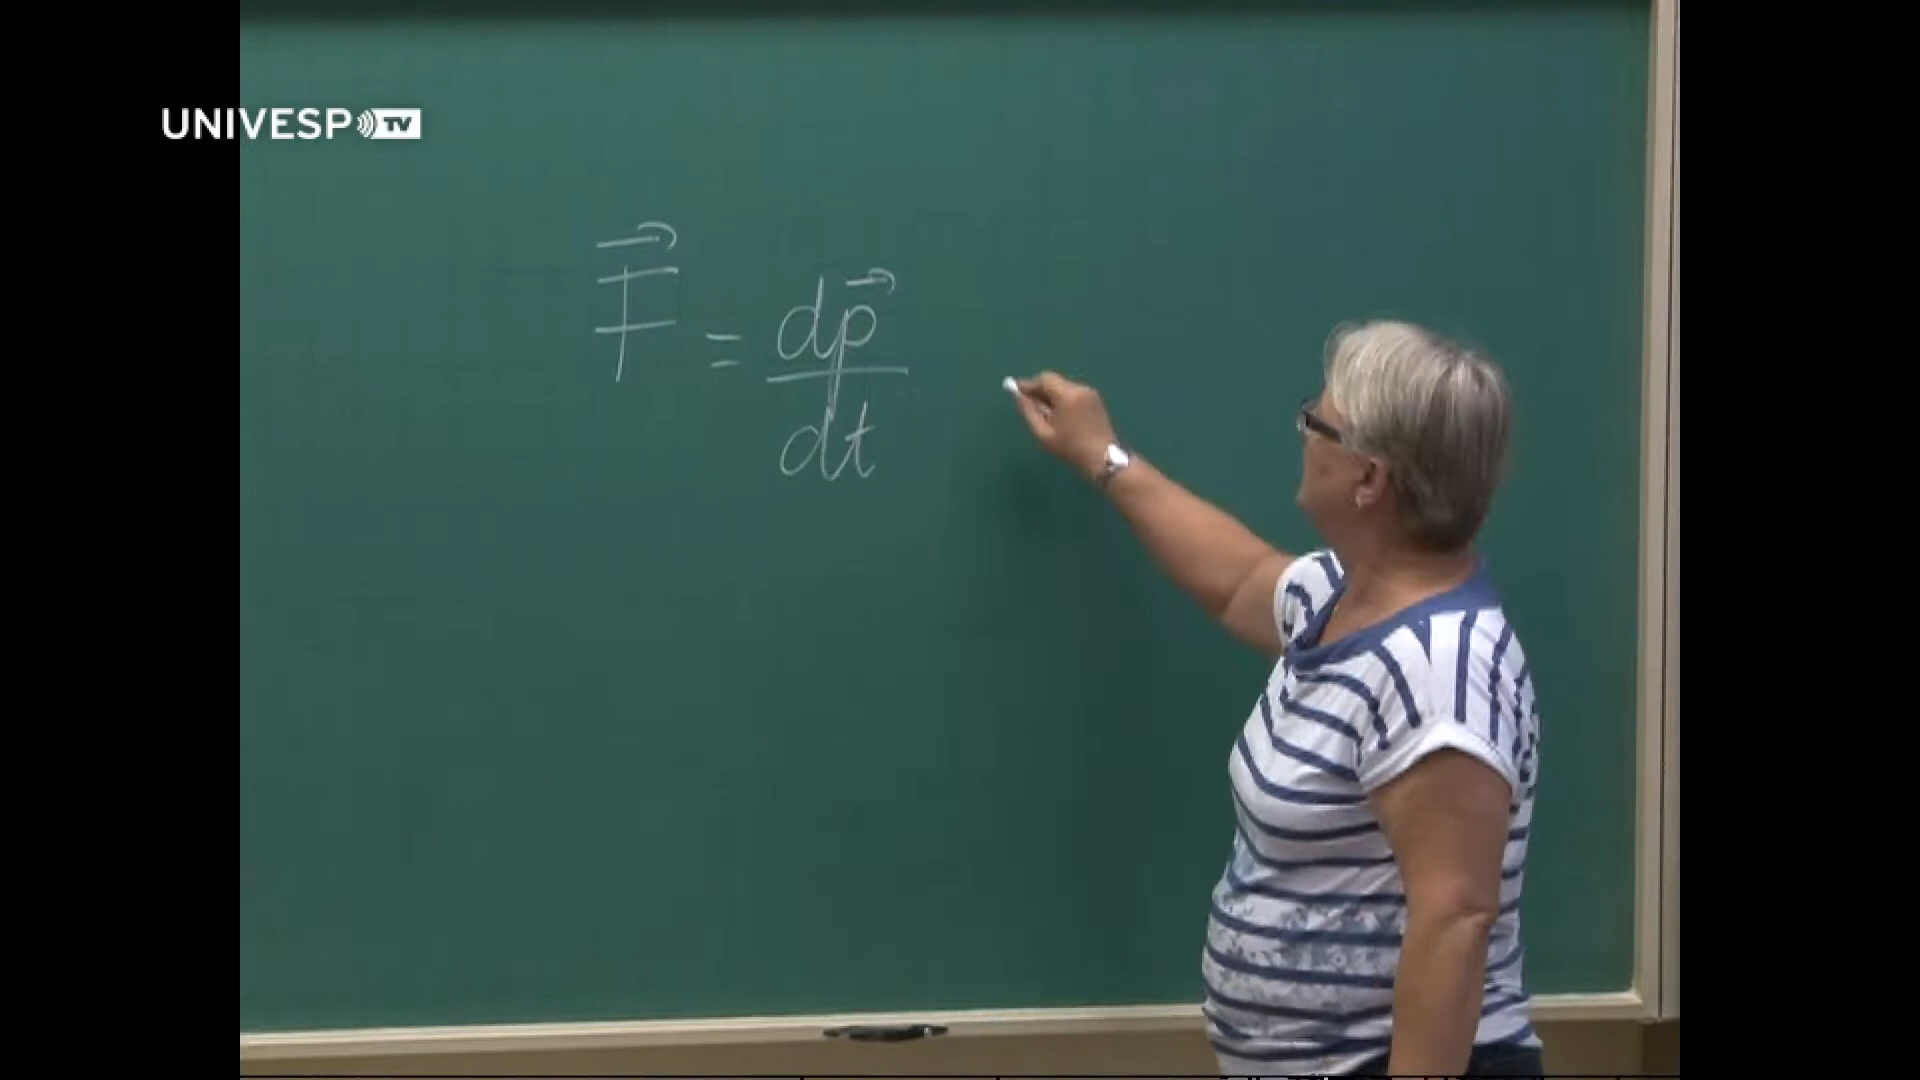 UNIVESP TV
F⃗ = dp⃗/dt